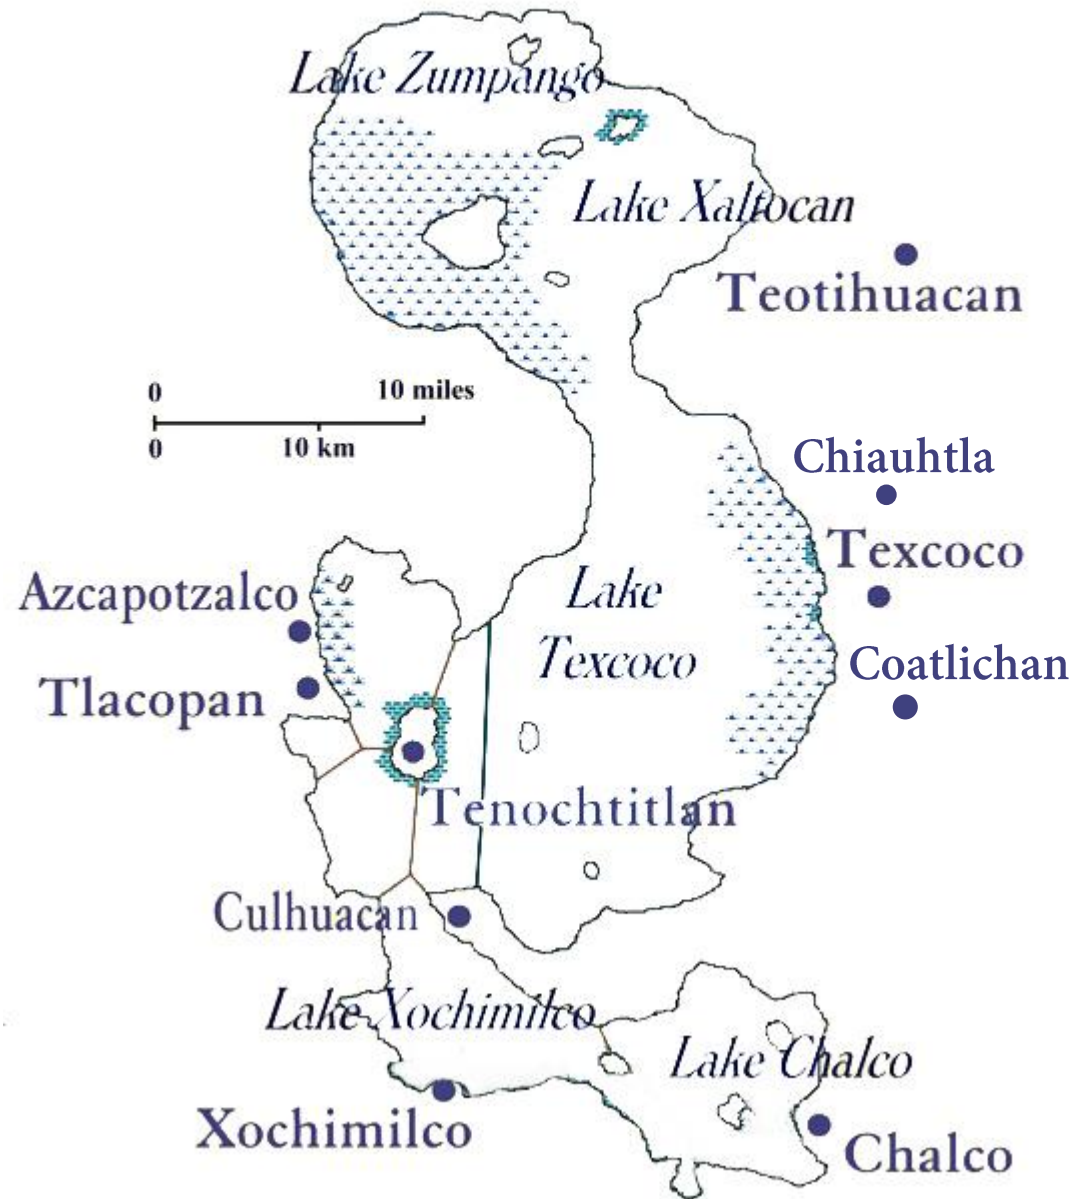 Lake Zumpango
Lake Xaltocan
Teotihuacan
0 10 miles
0 10 km
Chiauhtla
Texcoco
Azcapotzalco
Lake
Texcoco
Coatlichan
Tlacopan
Tenochtitlan
Culhuacan
Lake Xochimilco
Lake Chalco
Xochimilco
Chalco